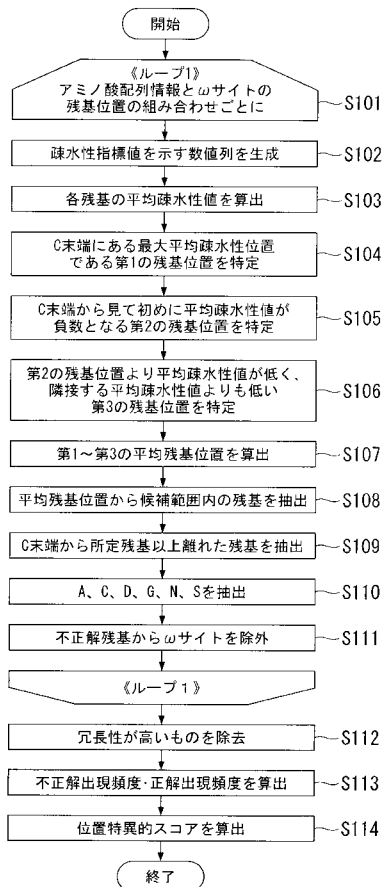 開始
《ループ1》
アミノ酸配列情報とωサイトの
残基位置の組み合わせごとに
S101
疎水性指標値を示す数値列を生成
S102
各残基の平均疎水性値を算出
S103
C末端にある最大平均疎水性位置
である第1の残基位置を特定
S104
C末端から見て初めに平均疎水性値が
負数となる第2の残基位置を特定
S105
第2の残基位置より平均疎水性値が低く、
隣接する平均疎水性値よりも低い
第3の残基位置を特定
S106
第1～第3の平均残基位置を算出
S107
平均残基位置から候補範囲内の残基を抽出
S108
C末端から所定残基以上離れた残基を抽出
S109
A、C、D、G、N、Sを抽出
S110
不正解残基からωサイトを除外
S111
《ループ1》
冗長性が高いものを除去
S112
不正解出現頻度・正解出現頻度を算出
S113
位置特異的スコアを算出
S114
終了